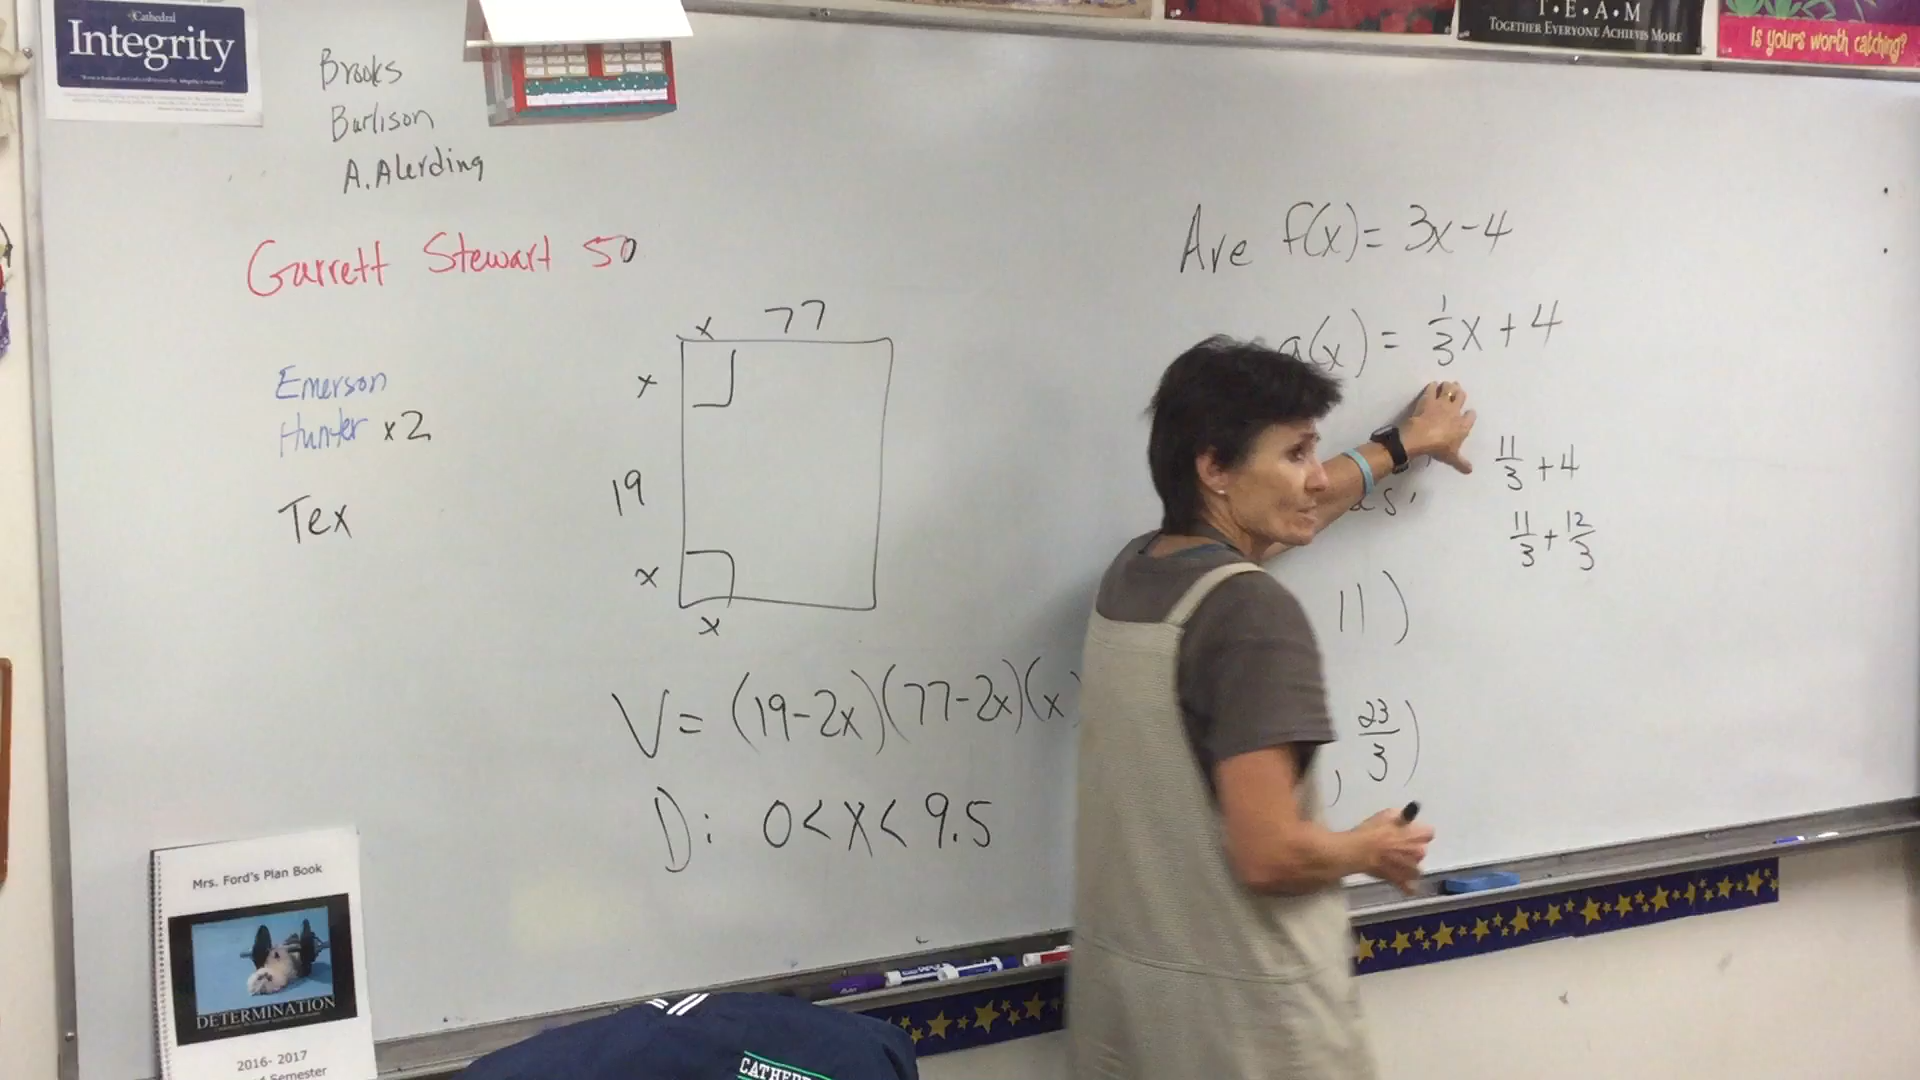 Cathedral
Integrity
Brooks
Burlison
A. Alerding
Garrett Stewart 50
Emerson
Hunter x2
Tex
x 77
x
19
x
x
V = (19-2x)(77-2x)(x)
D: 0<x<9.5
T·E·A·M
TOGETHER EVERYONE ACHIEVES MORE
Is yours worth catching?
Are f(x) = 3x-4
g(x) = 1/3 x + 4
11/3 + 4
11/3 + 12/3
11)
, 23/3)
Mrs. Ford's Plan Book
DETERMINATION
2016- 2017
Semester
CATHE